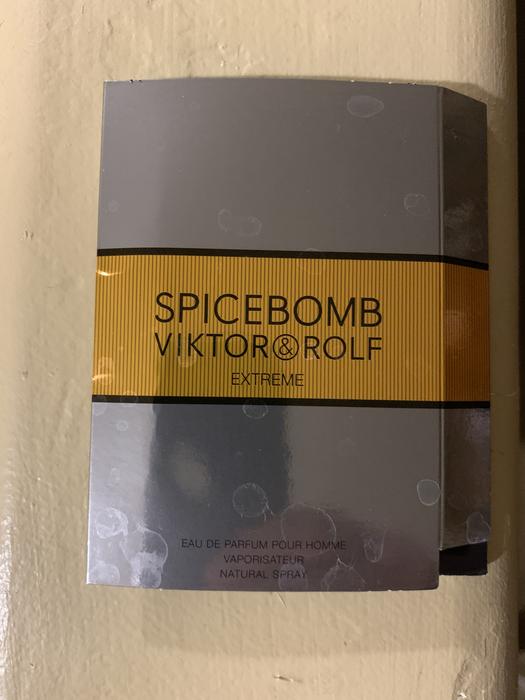 SPICEBOMB
VIKTOR&ROLF
EXTREME
EAU DE PARFUM POUR HOMME
VAPORISATEUR
NATURAL SPRAY